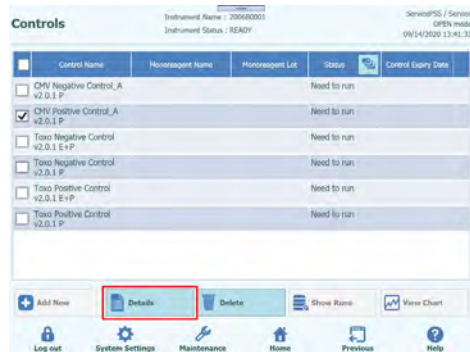 Controls
Instrument Name : 200680001
Instrument Status : READY
ServicePSS / Service
OPEN mode
09/14/2020 13:41:33
Control Name Monoreagent Name Monoreagent Lot Status Control Expiry Date
CMV Negative Control_A
v2.0.1 P
Need to run
CMV Positive Control_A
v2.0.1 P
Need to run
Toxo Negative Control
v2.0.1 E+P
Need to run
Toxo Negative Control
v2.0.1 P
Need to run
Toxo Positive Control
v2.0.1 E+P
Need to run
Toxo Positive Control
v2.0.1 P
Need to run
Add New Details Delete Show Runs View Chart
Log out System Settings Maintenance Home Previous Help